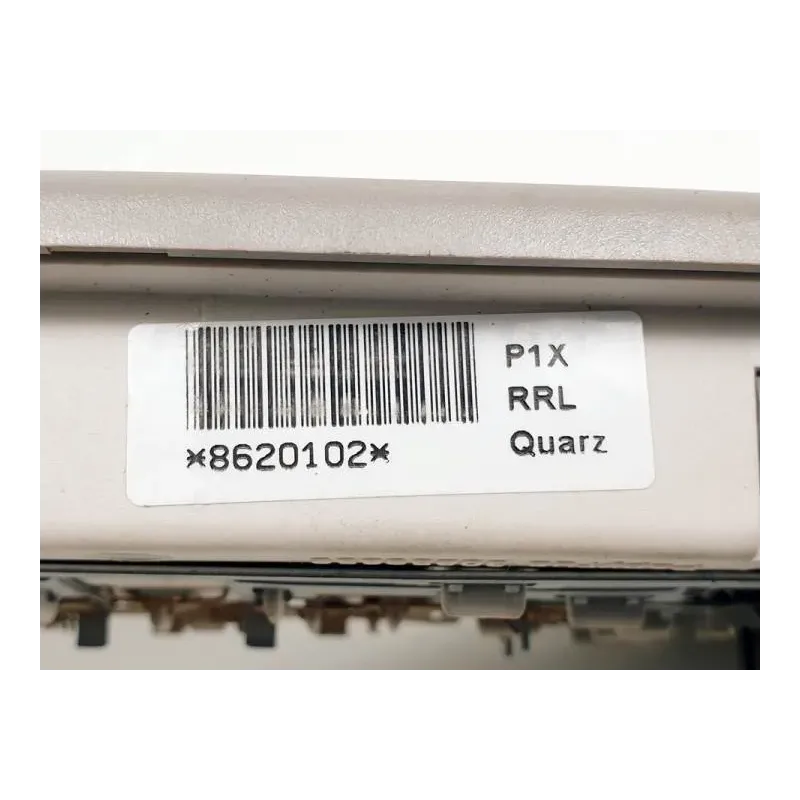 P1X
RRL
*8620102*
Quarz